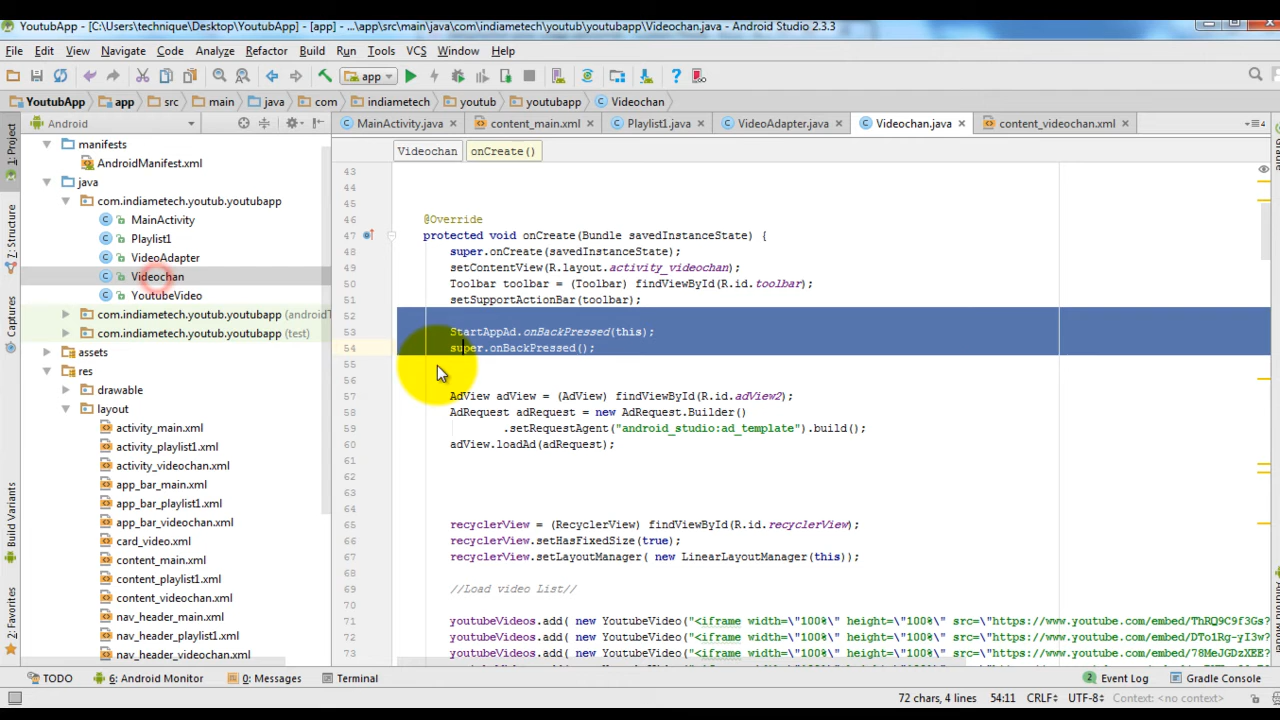 YoutubApp - [C:\Users\technique\Desktop\YoutubApp] - [app] - ...\app\src\main\java\com\indiametech\youtub\youtubapp\Videochan.java - Android Studio 2.3.3
File Edit View Navigate Code Analyze Refactor Build Run Tools VCS Window Help
app
YoutubApp app src main java com indiametech youtub youtubapp Videochan
Android
MainActivity.java content_main.xml Playlist1.java VideoAdapter.java Videochan.java content_videochan.xml
Videochan onCreate()
1: Project
7: Structure
Captures
Build Variants
2: Favorites
Gradle
manifests
AndroidManifest.xml
java
com.indiametech.youtub.youtubapp
MainActivity
Playlist1
VideoAdapter
Videochan
YoutubeVideo
com.indiametech.youtub.youtubapp (androidT
com.indiametech.youtub.youtubapp (test)
assets
res
drawable
layout
activity_main.xml
activity_playlist1.xml
activity_videochan.xml
app_bar_main.xml
app_bar_playlist1.xml
app_bar_videochan.xml
card_video.xml
content_main.xml
content_playlist1.xml
content_videochan.xml
nav_header_main.xml
nav_header_playlist1.xml
nav_header_videochan.xml
43
44
45
46 @Override
47 protected void onCreate(Bundle savedInstanceState) {
48 super.onCreate(savedInstanceState);
49 setContentView(R.layout.activity_videochan);
50 Toolbar toolbar = (Toolbar) findViewById(R.id.toolbar);
51 setSupportActionBar(toolbar);
52
53 StartAppAd.onBackPressed(this);
54 super.onBackPressed();
55
56
57 AdView adView = (AdView) findViewById(R.id.adView2);
58 AdRequest adRequest = new AdRequest.Builder()
59 .setRequestAgent("android_studio:ad_template").build();
60 adView.loadAd(adRequest);
61
62
63
64
65 recyclerView = (RecyclerView) findViewById(R.id.recyclerView);
66 recyclerView.setHasFixedSize(true);
67 recyclerView.setLayoutManager( new LinearLayoutManager(this));
68
69 //Load video List//
70
71 youtubeVideos.add( new YoutubeVideo("<iframe width=\"100%\" height=\"100%\" src=\"https://www.youtube.com/embed/ThRQ9C9f3Gs?
72 youtubeVideos.add( new YoutubeVideo("<iframe width=\"100%\" height=\"100%\" src=\"https://www.youtube.com/embed/DTo1Rg-yI3w?
73 youtubeVideos.add( new YoutubeVideo("<iframe width=\"100%\" height=\"100%\" src=\"https://www.youtube.com/embed/78MeJGDzXEE?
TODO 6: Android Monitor 0: Messages Terminal 2 Event Log Gradle Console
72 chars, 4 lines 54:11 CRLF÷ UTF-8÷ Context: <no context>